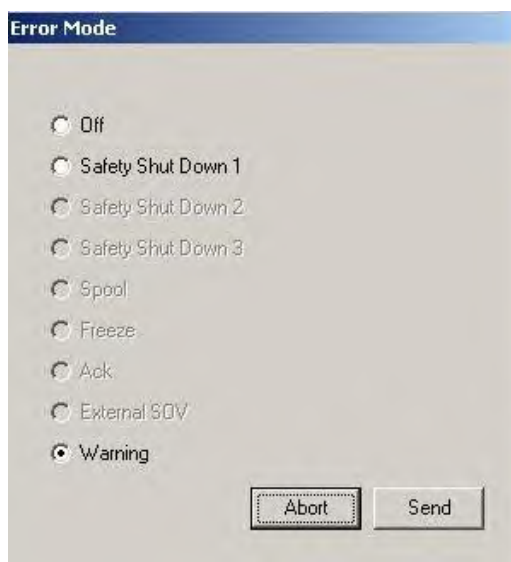 Error Mode
Off
Safety Shut Down 1
Safety Shut Down 2
Safety Shut Down 3
Spool
Freeze
Ack
External SOV
Warning
Abort Send